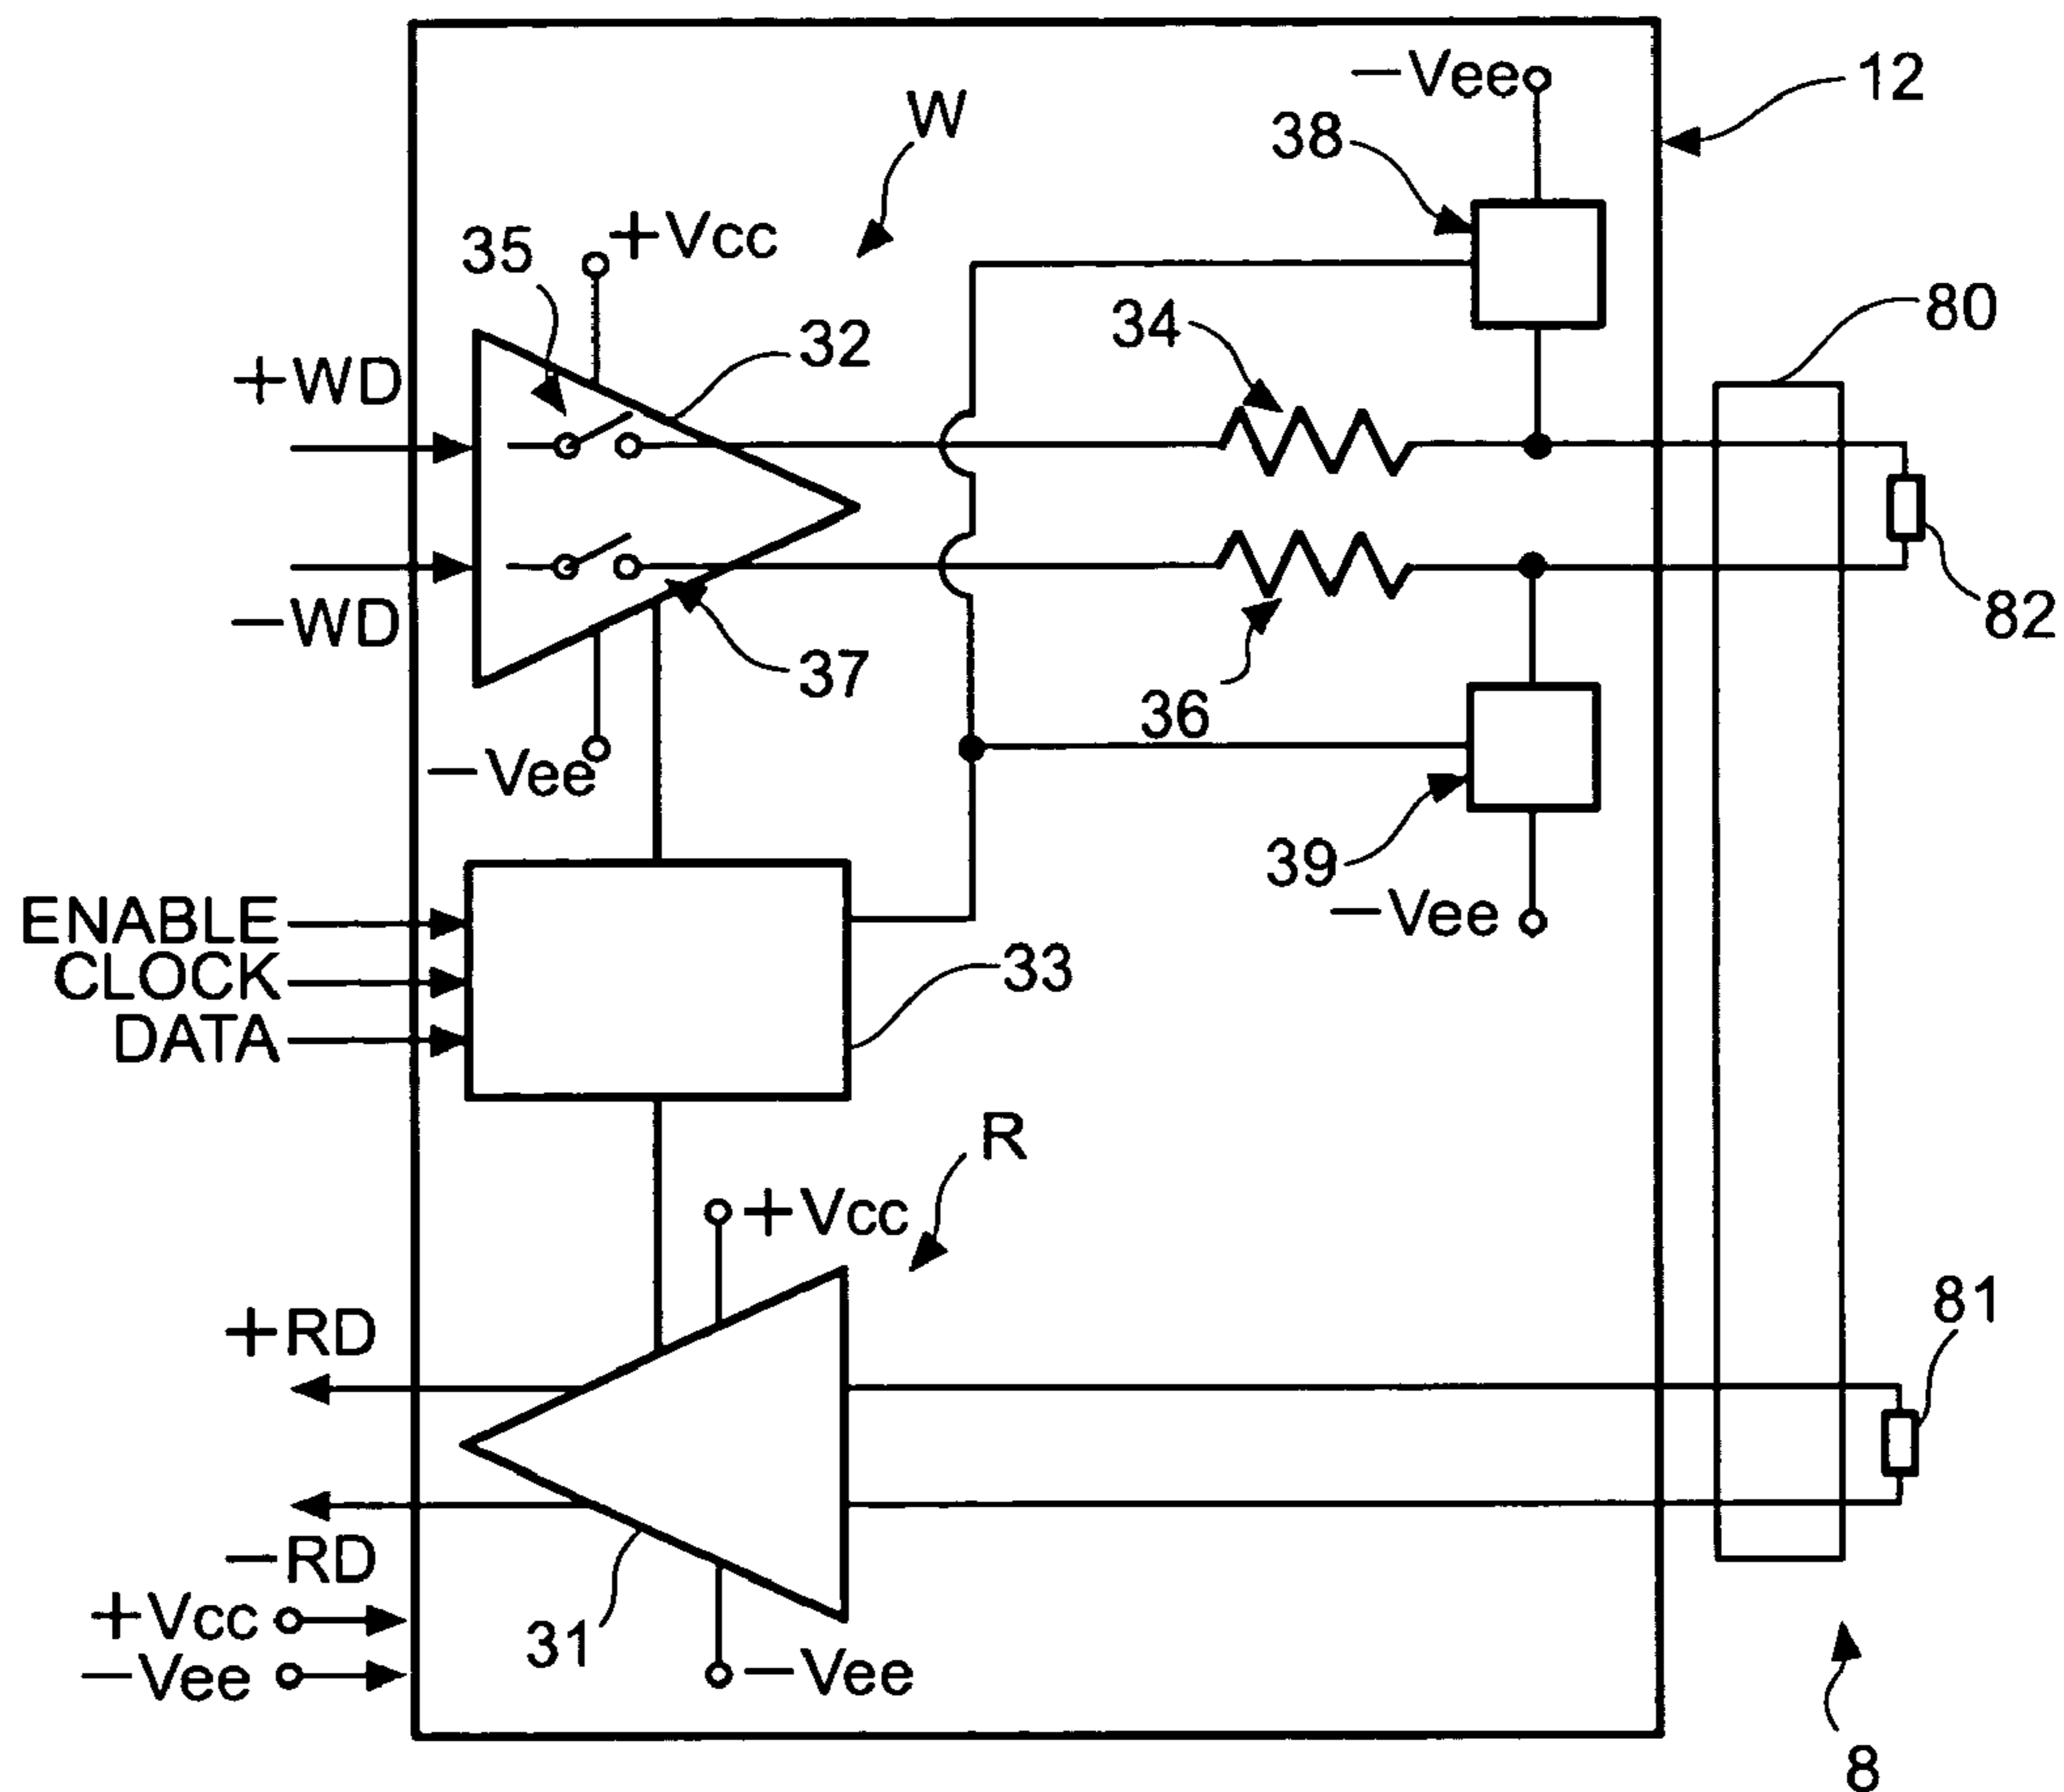 −Vee
12
38
W
+Vcc
35
34
32
80
+WD
−WD
37
36
82
−Vee
39
−Vee
ENABLE
CLOCK
DATA
33
R
+Vcc
+RD
81
−RD
31
+Vcc
−Vee
−Vee
8